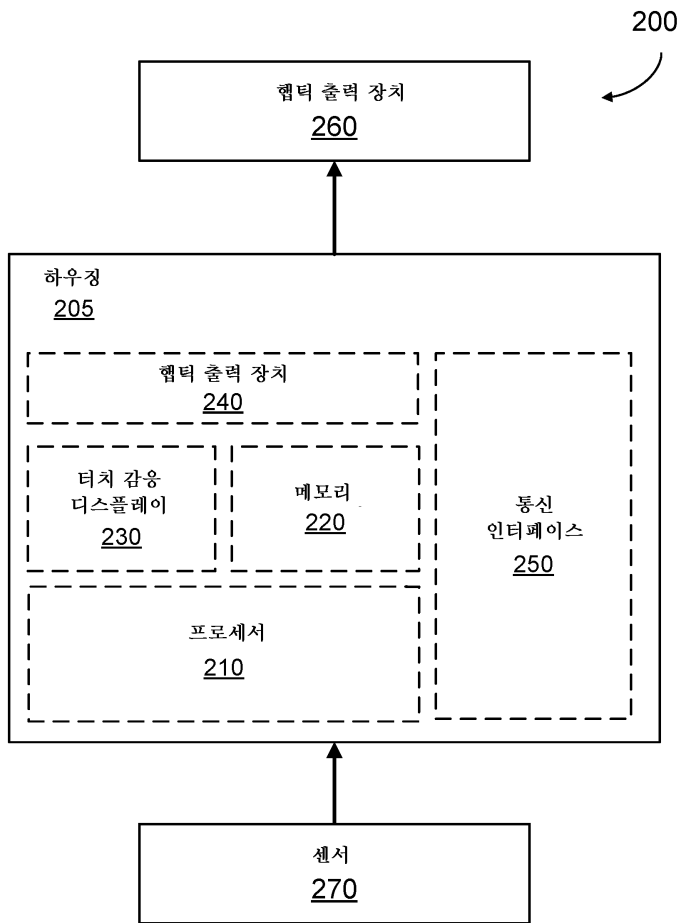 200
햅틱 출력 장치
260
하우징
205
햅틱 출력 장치
240
터치 감응
디스플레이
230
메모리
220
통신
인터페이스
250
프로세서
210
센서
270